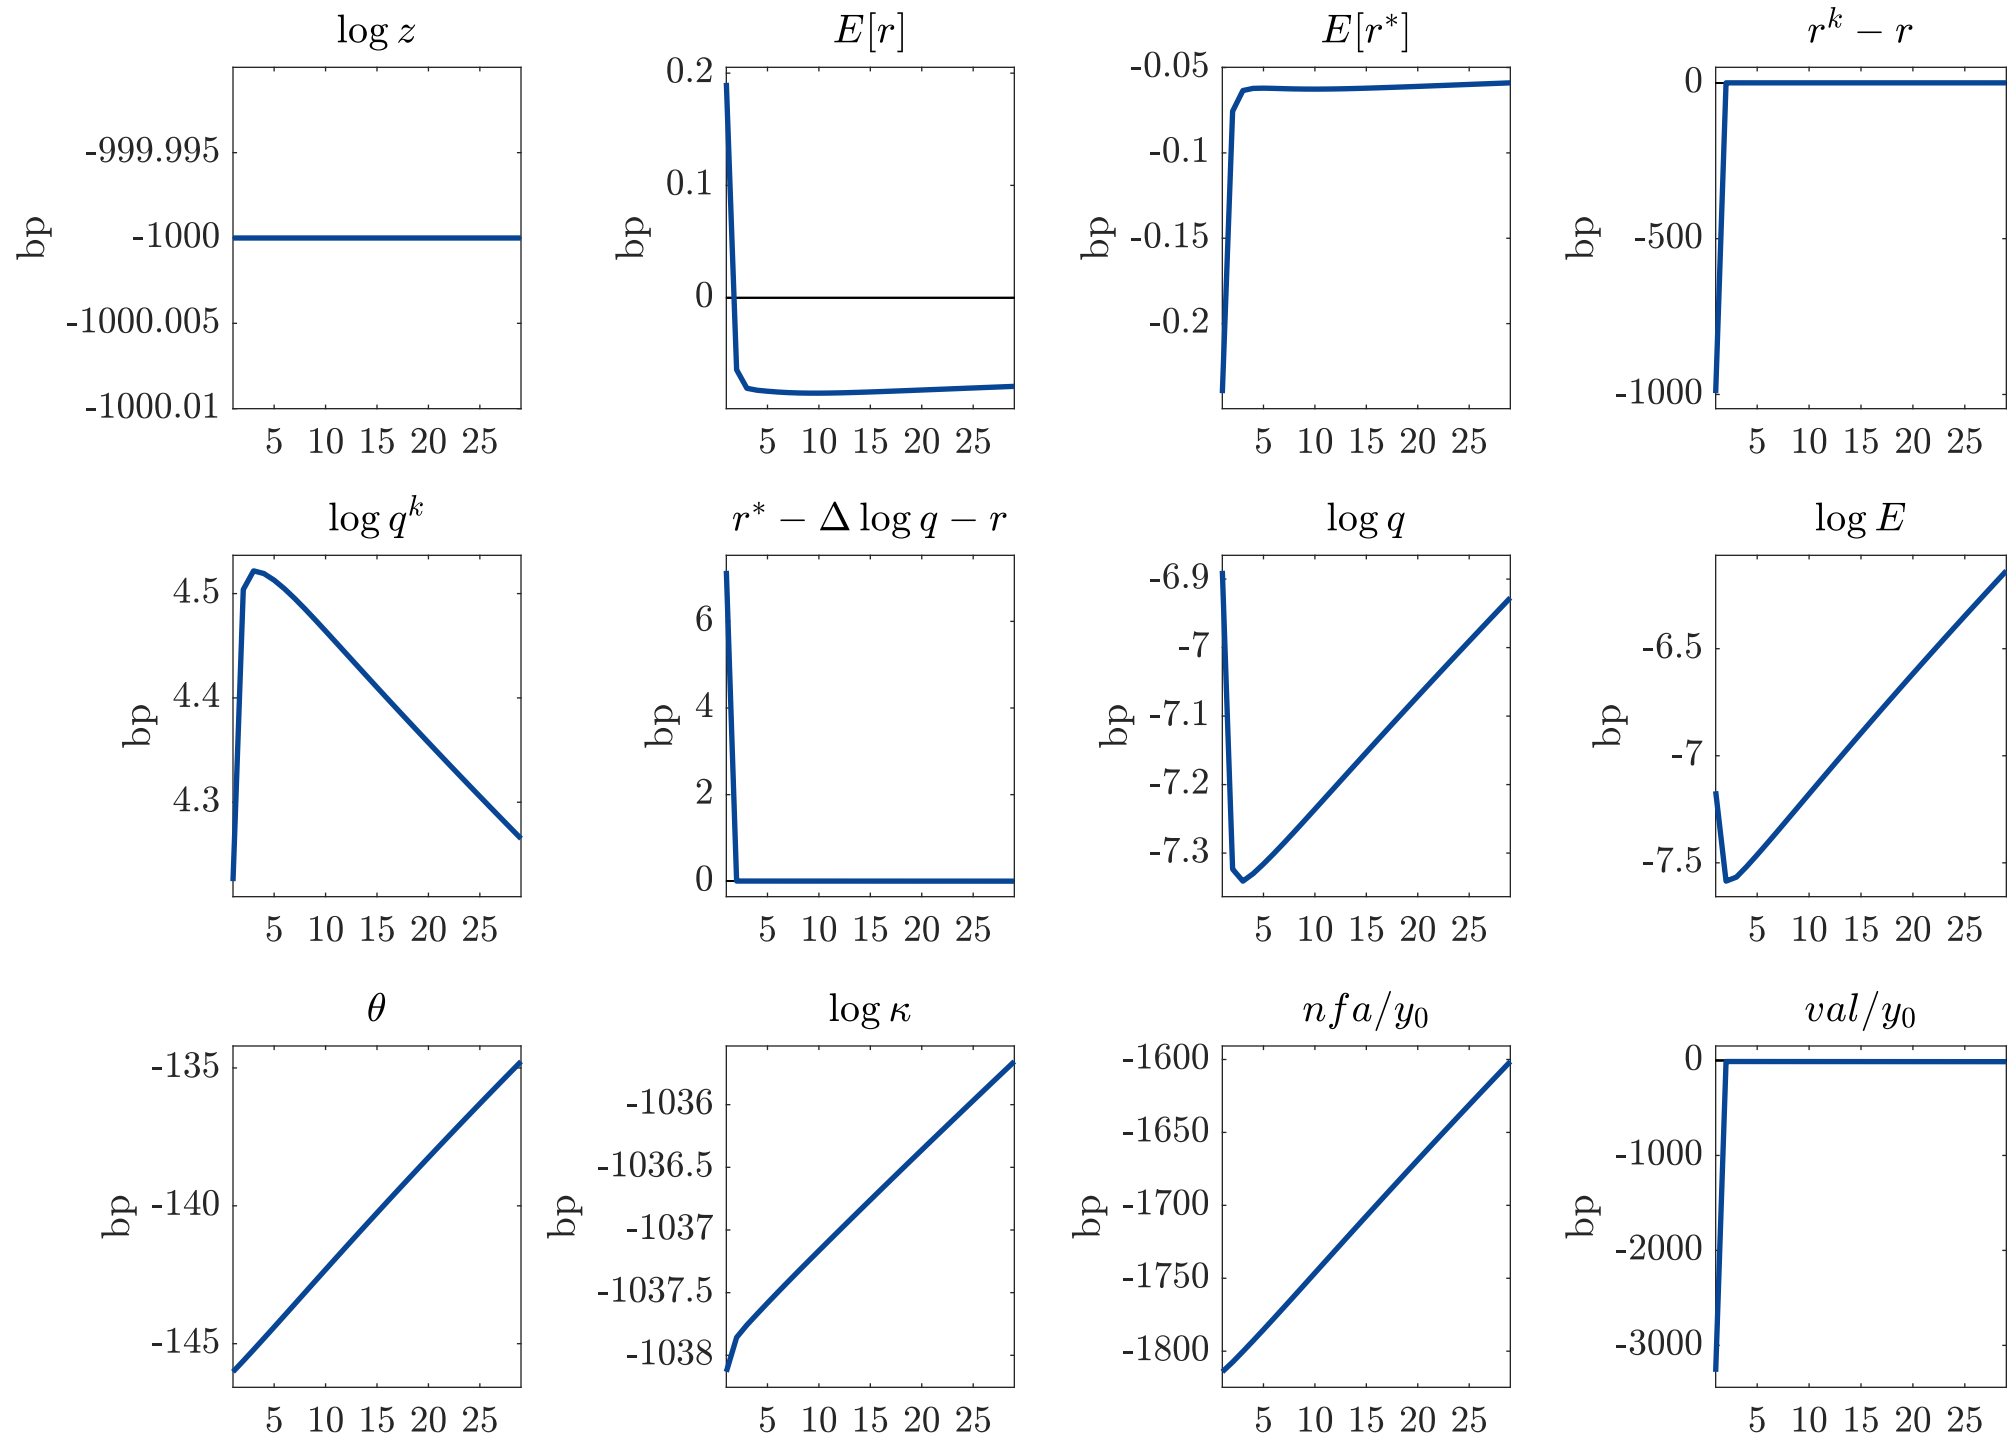 log z
E[r]
E[r*]
r^k − r
bp
-999.995
-1000
-1000.005
-1000.01
5 10 15 20 25
bp
0.2
0.1
0
5 10 15 20 25
bp
-0.05
-0.1
-0.15
-0.2
5 10 15 20 25
bp
0
-500
-1000
5 10 15 20 25
log q^k
r* − Δ log q − r
log q
log E
bp
4.5
4.4
4.3
5 10 15 20 25
bp
6
4
2
0
5 10 15 20 25
bp
-6.9
-7
-7.1
-7.2
-7.3
5 10 15 20 25
bp
-6.5
-7
-7.5
5 10 15 20 25
θ
log κ
nfa/y₀
val/y₀
bp
-135
-140
-145
5 10 15 20 25
bp
-1036
-1036.5
-1037
-1037.5
-1038
5 10 15 20 25
bp
-1600
-1650
-1700
-1750
-1800
5 10 15 20 25
bp
0
-1000
-2000
-3000
5 10 15 20 25